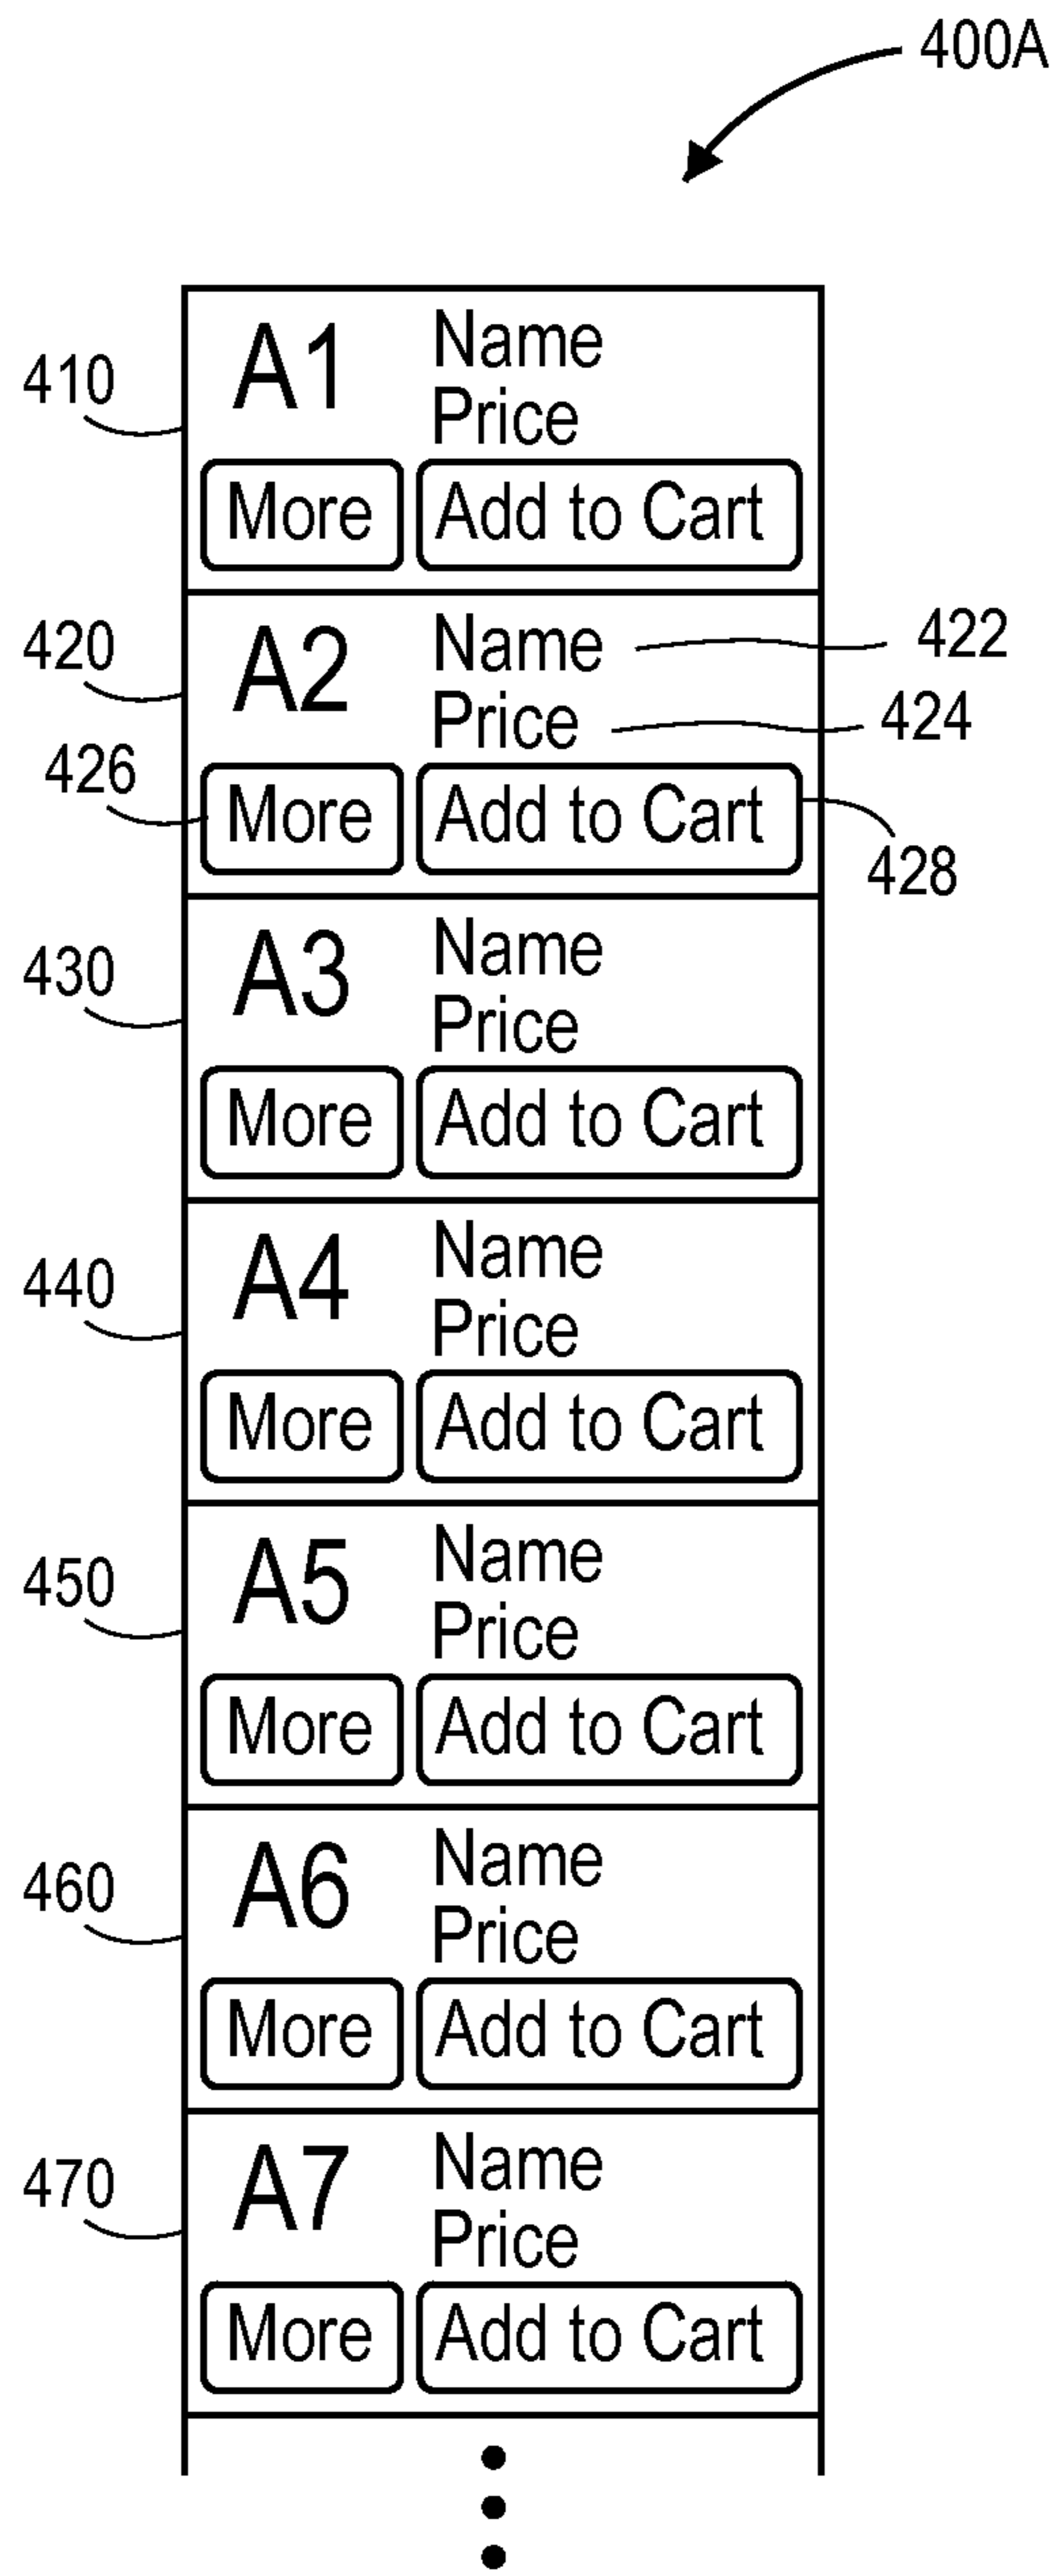 400A
410 A1 Name
Price
More Add to Cart
420 A2 Name 422
Price 424
426 More Add to Cart 428
430 A3 Name
Price
More Add to Cart
440 A4 Name
Price
More Add to Cart
450 A5 Name
Price
More Add to Cart
460 A6 Name
Price
More Add to Cart
470 A7 Name
Price
More Add to Cart